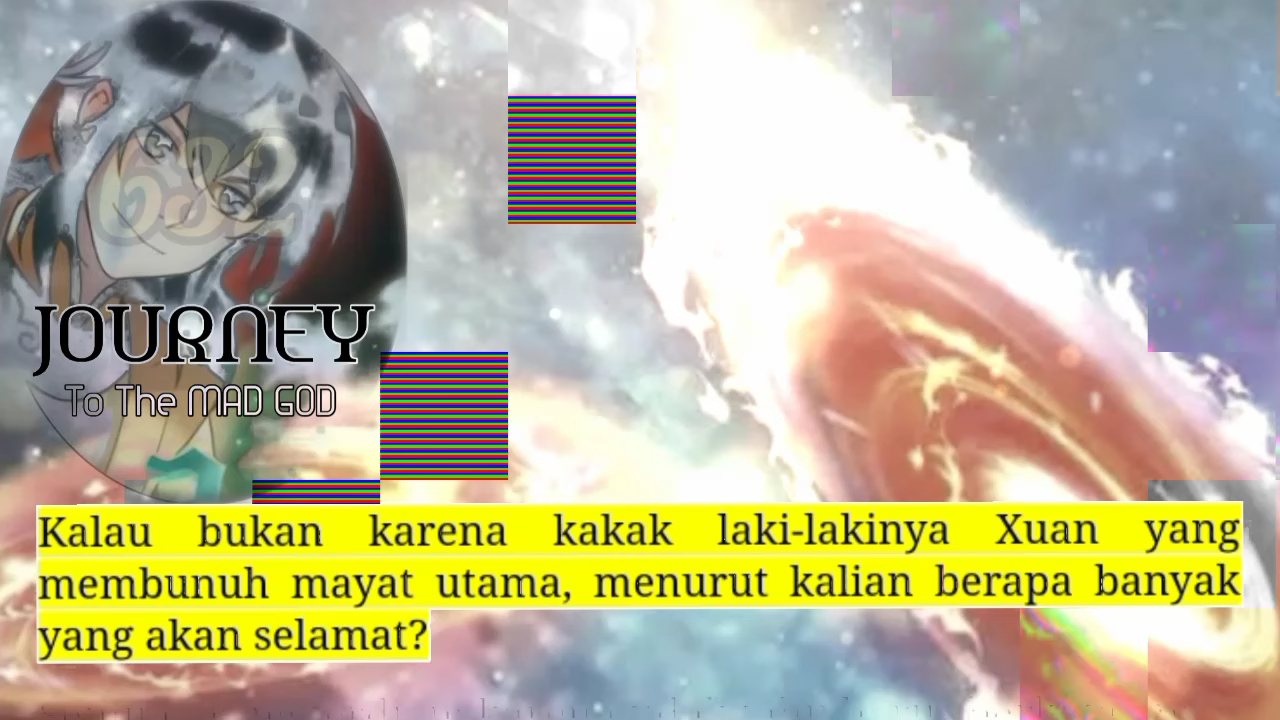 JOURNEY
To The MAD GOD
Kalau bukan karena kakak laki-lakinya Xuan yang
membunuh mayat utama, menurut kalian berapa banyak
yang akan selamat?